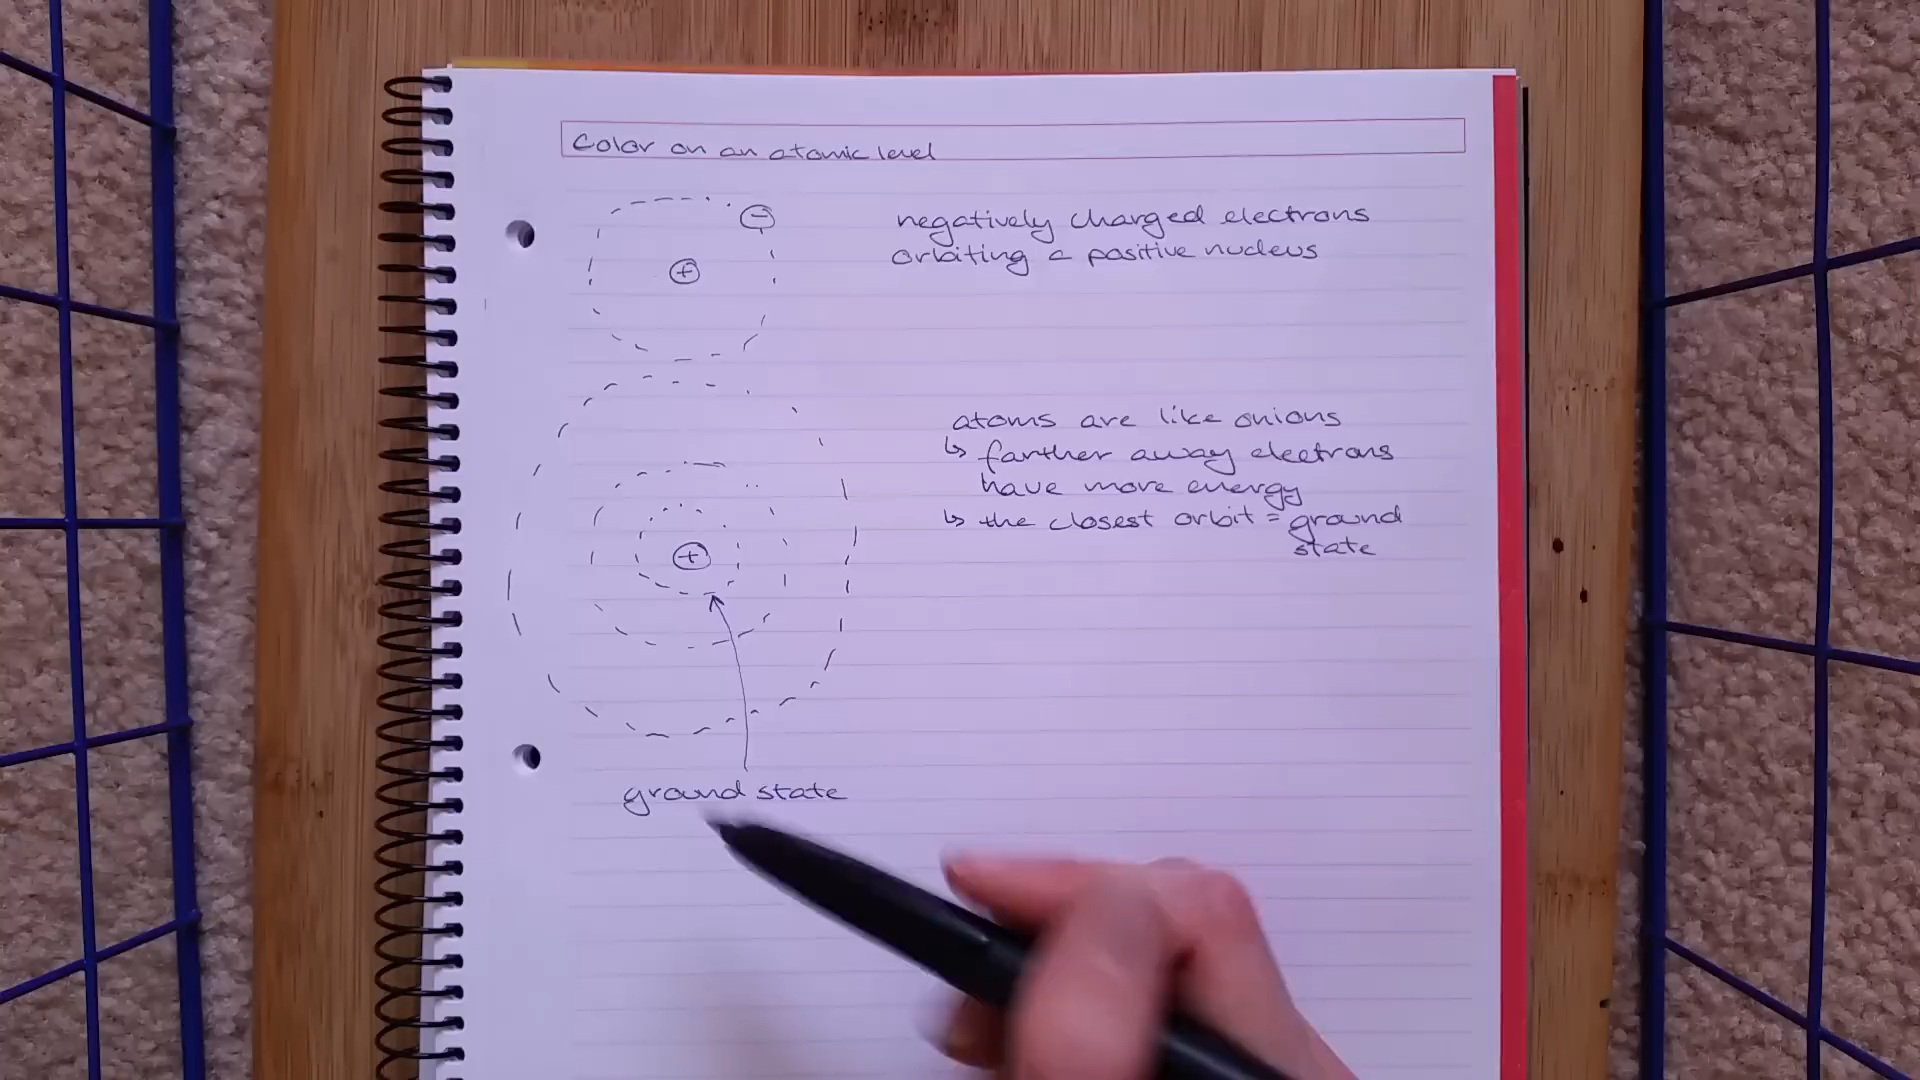 Color on an atomic level
negatively charged electrons
orbiting a positive nucleus
atoms are like onions
↳ farther away electrons
have more energy
↳ the closest orbit = ground
state
ground state